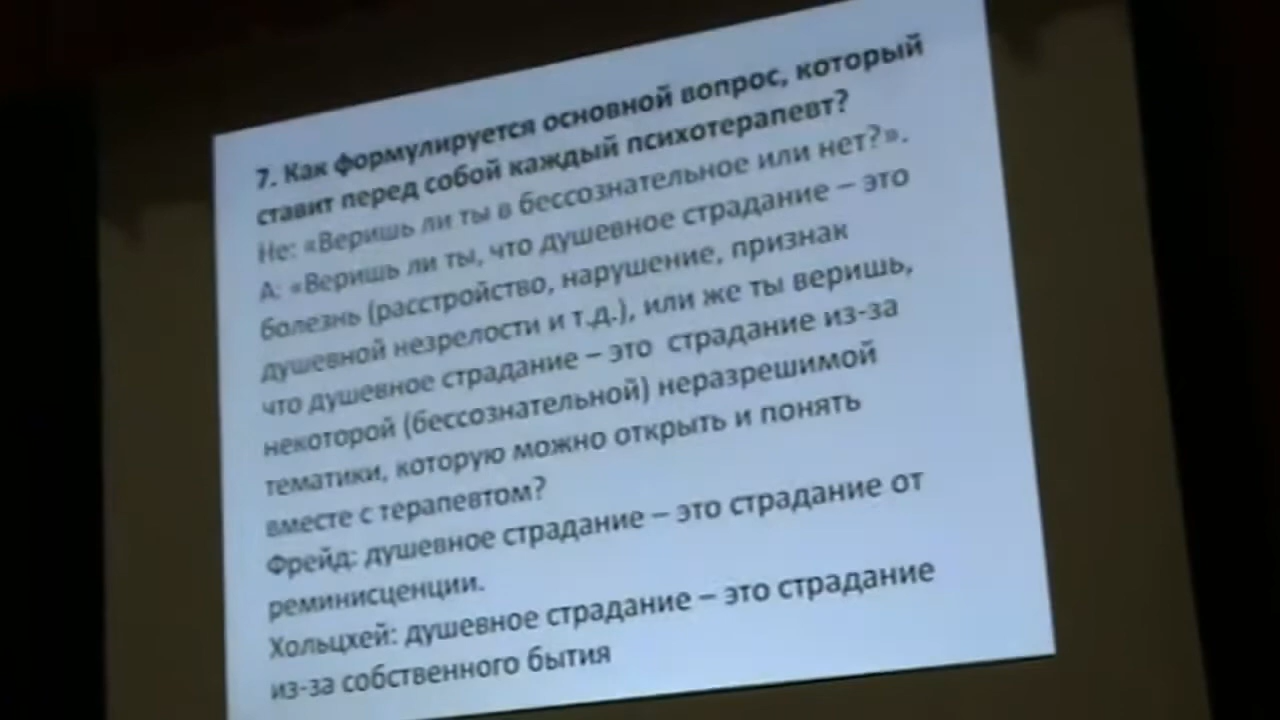 7. Как формулируется основной вопрос, который
ставит перед собой каждый психотерапевт?
Не: «Веришь ли ты в бессознательное или нет?».
А: «Веришь ли ты, что душевное страдание – это
болезнь (расстройство, нарушение, признак
душевной незрелости и т.д.), или же ты веришь,
что душевное страдание – это страдание из-за
некоторой (бессознательной) неразрешимой
тематики, которую можно открыть и понять
вместе с терапевтом?
Фрейд: душевное страдание – это страдание от
реминисценции.
Хольцхей: душевное страдание – это страдание
из-за собственного бытия